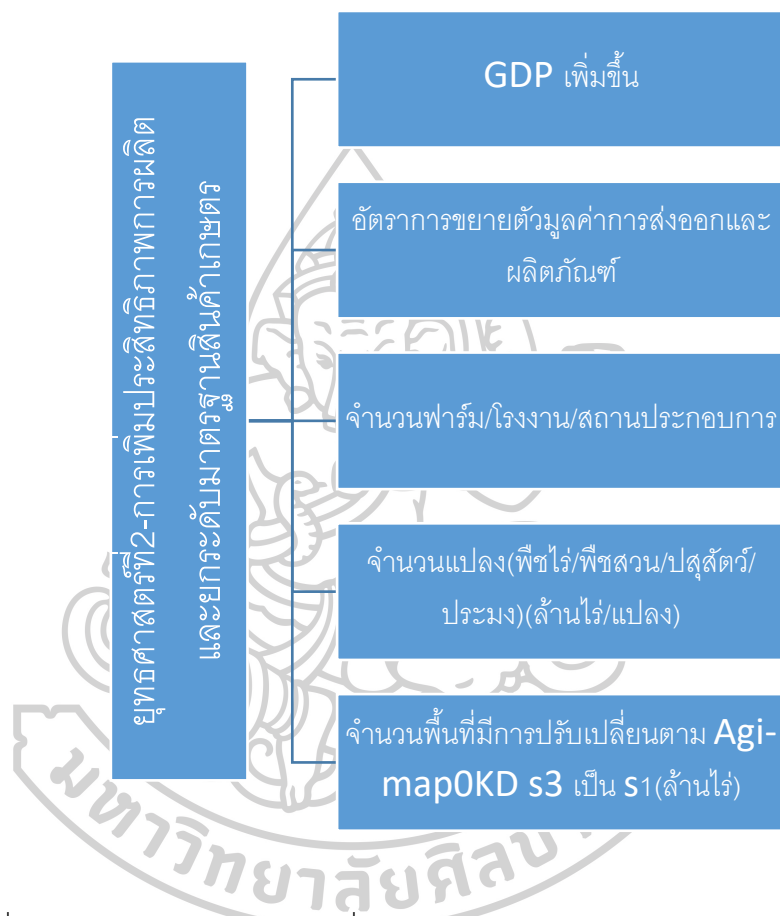 ยุทธศาสตร์ที่2-การเพิ่มประสิทธิภาพการผลิต
และยกระดับมาตรฐานสินค้าเกษตร
GDP เพิ่มขึ้น
อัตราการขยายตัวมูลค่าการส่งออกและ
ผลิตภัณฑ์
จำนวนฟาร์ม/โรงงาน/สถานประกอบการ
จำนวนแปลง(พืชไร่/พืชสวน/ปสุสัตว์/
ประมง)(ล้านไร่/แปลง)
จำนวนพื้นที่มีการปรับเปลี่ยนตาม Agi-
map0KD s3 เป็น s1(ล้านไร่)
มหาวิทยาลัยศิลป